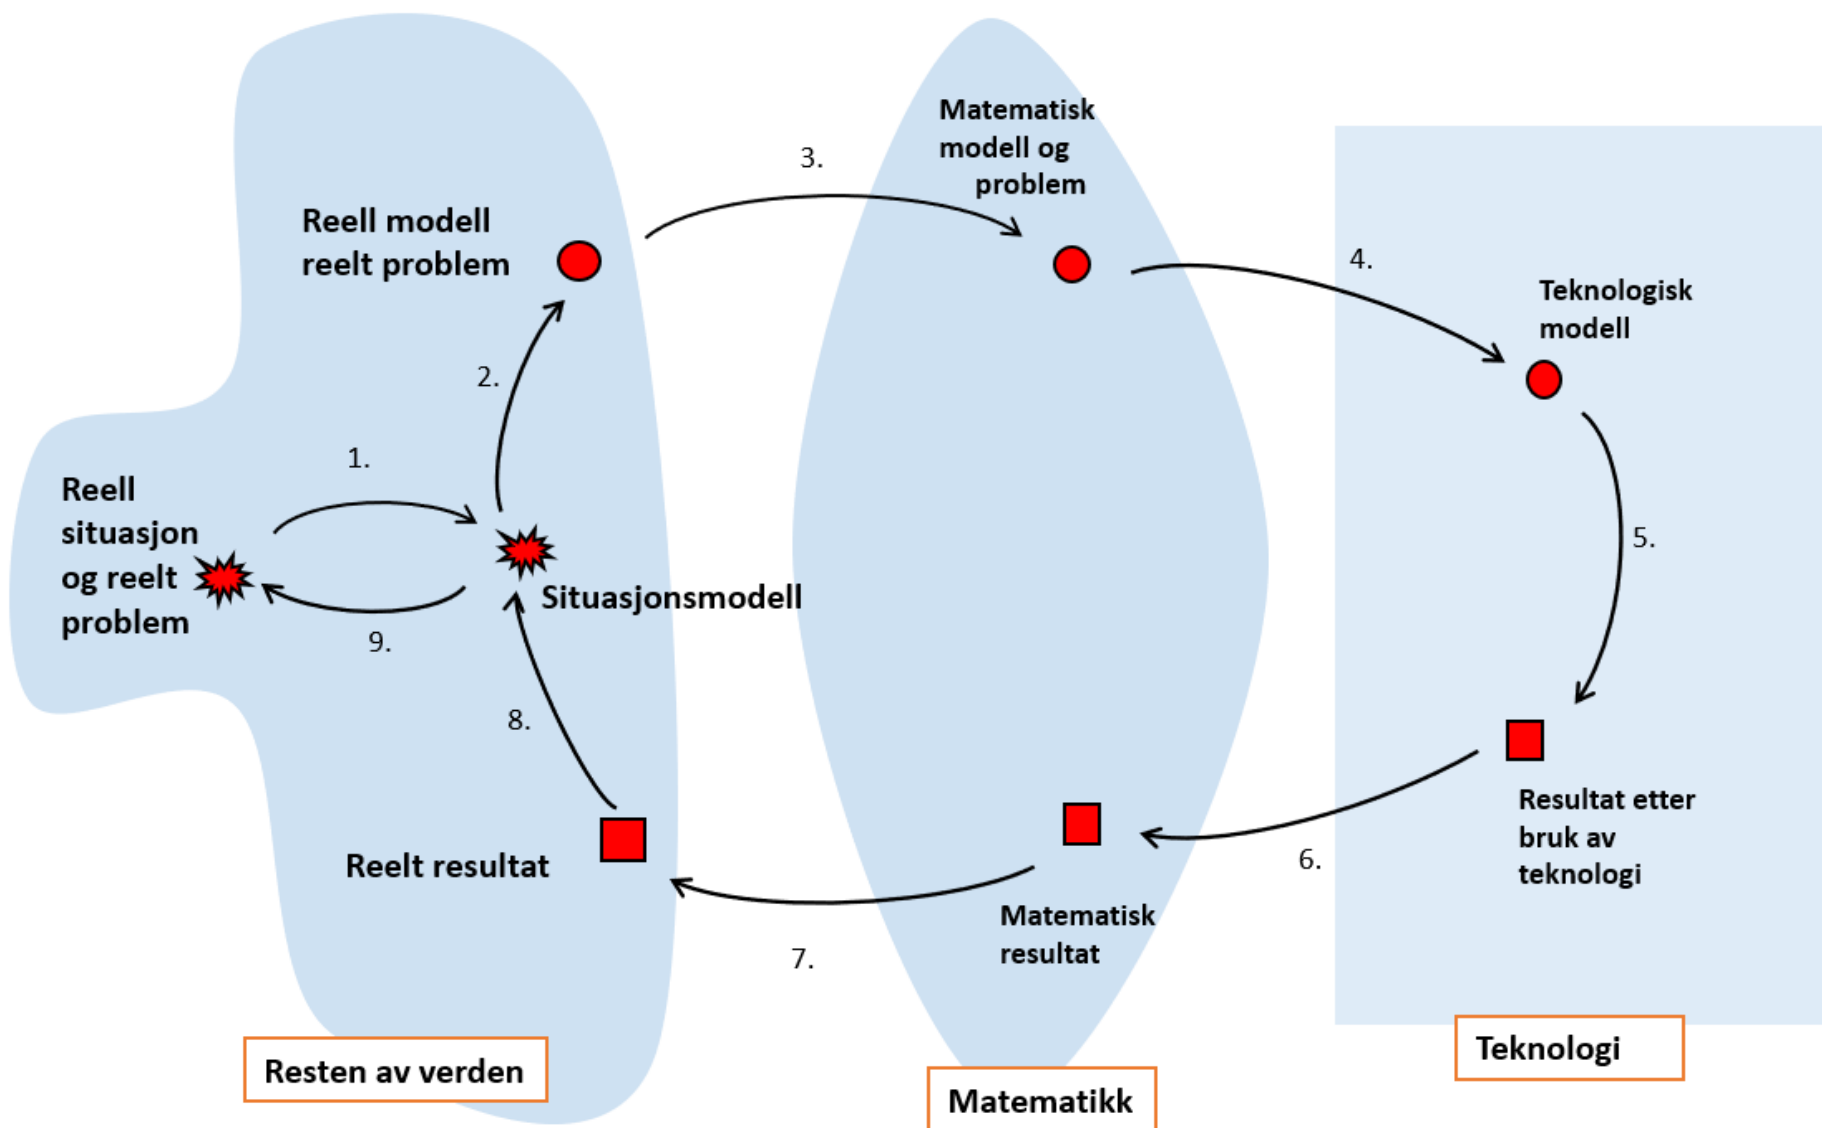 Matematisk
modell og
problem
3.
Reell modell
reelt problem
4.
Teknologisk
modell
2.
1.
Reell
situasjon
og reelt
problem
5.
Situasjonsmodell
9.
8.
Resultat etter
bruk av
teknologi
6.
Reelt resultat
Matematisk
resultat
7.
Teknologi
Resten av verden
Matematikk